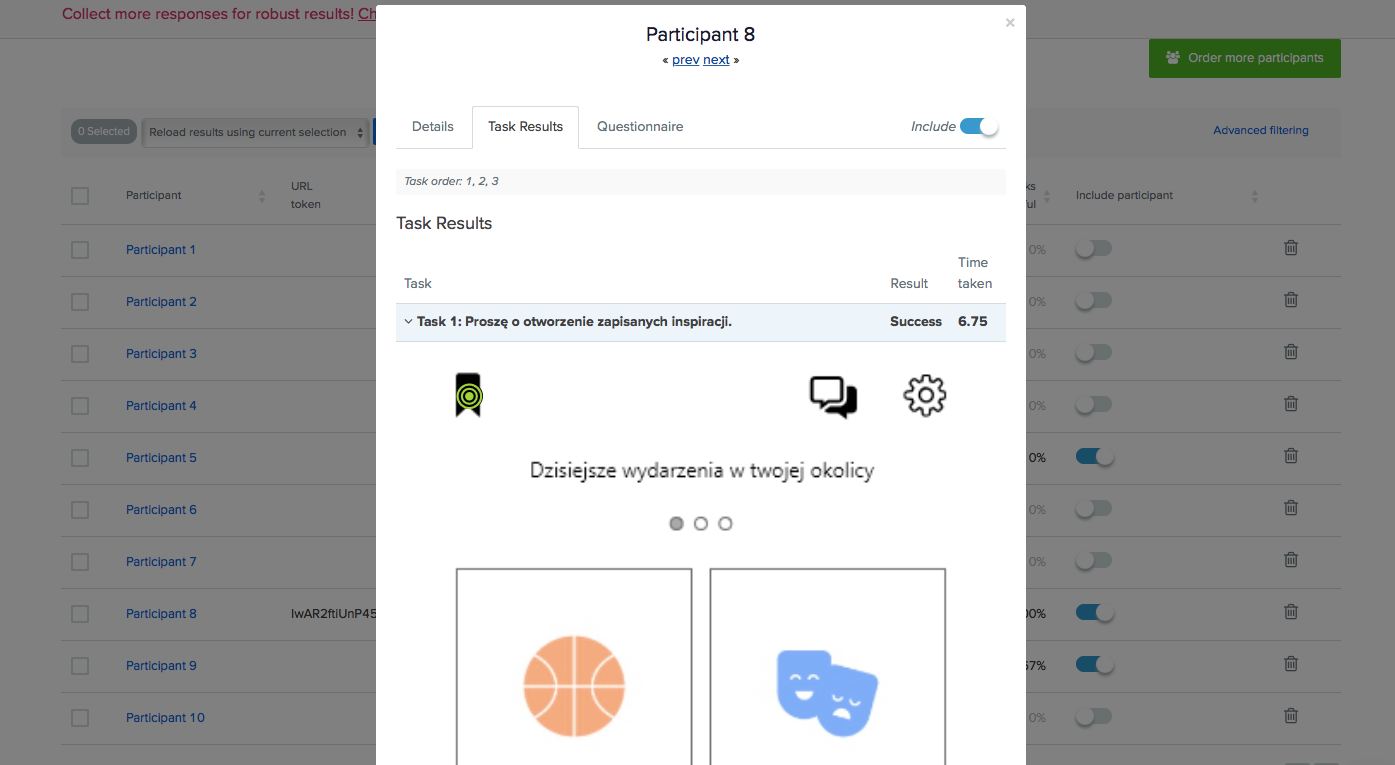 Collect more responses for robust results! Ch
Participant 8
×
« prev next »
Order more participants
Details
Task Results
Questionnaire
Include
0 Selected
Reload results using current selection
Advanced filtering
Task order: 1, 2, 3
Participant
URL
token
ks
ful
Include participant
Task Results
Task
Result
Time
taken
Task 1: Proszę o otworzenie zapisanych inspiracji.
Success
6.75
Dzisiejsze wydarzenia w twojej okolicy
Participant 1
0%
Participant 2
0%
Participant 3
0%
Participant 4
0%
Participant 5
0%
Participant 6
0%
Participant 7
0%
Participant 8
IwAR2ftiUnP45
00%
Participant 9
67%
Participant 10
0%